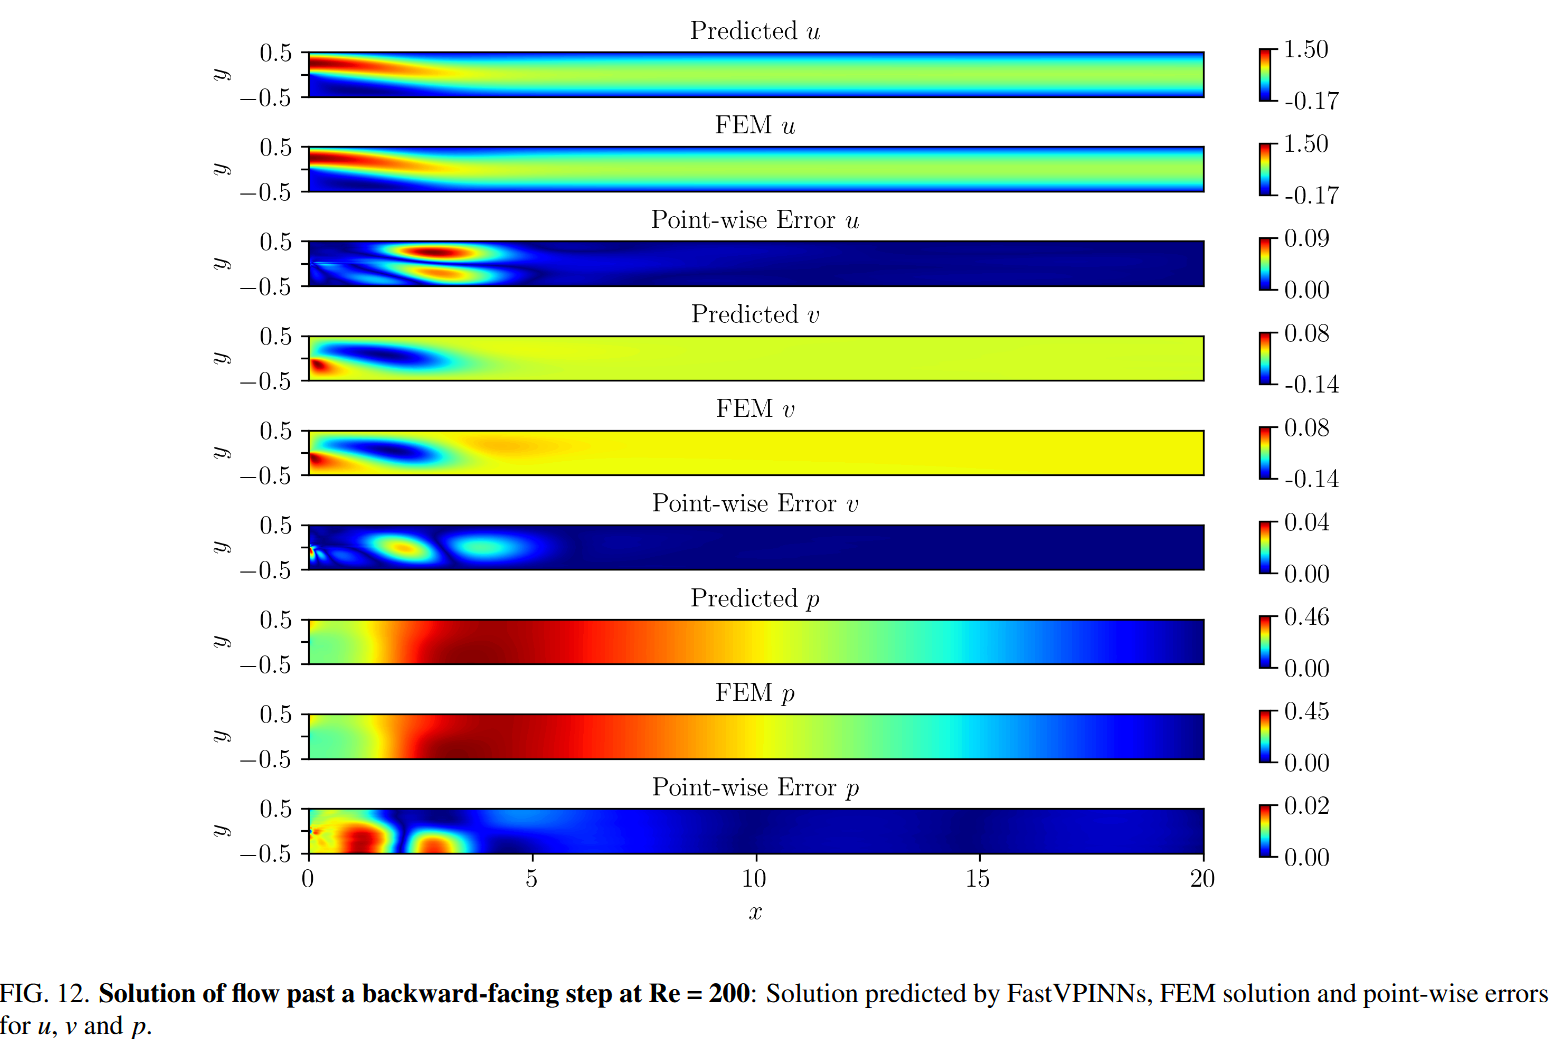 Predicted u
0.5
y
−0.5
1.50
-0.17
FEM u
0.5
y
−0.5
1.50
-0.17
Point-wise Error u
0.5
y
−0.5
0.09
0.00
Predicted v
0.5
y
−0.5
0.08
-0.14
FEM v
0.5
y
−0.5
0.08
-0.14
Point-wise Error v
0.5
y
−0.5
0.04
0.00
Predicted p
0.5
y
−0.5
0.46
0.00
FEM p
0.5
y
−0.5
0.45
0.00
Point-wise Error p
0.5
y
−0.5
0.02
0.00
0 5 10 15 20
x
FIG. 12. Solution of flow past a backward-facing step at Re = 200: Solution predicted by FastVPINNs, FEM solution and point-wise errors
for u, v and p.